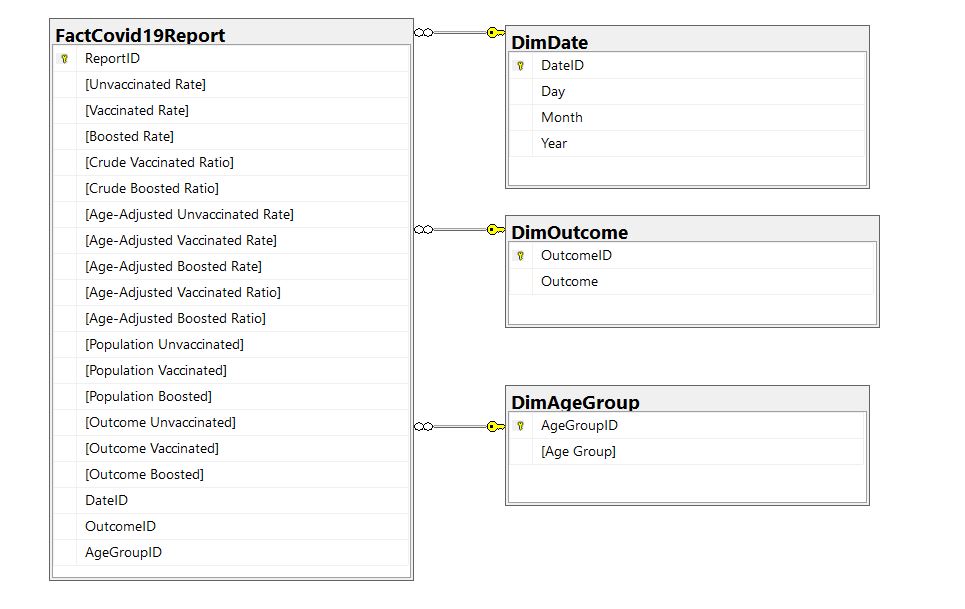 FactCovid19Report
ReportID
[Unvaccinated Rate]
[Vaccinated Rate]
[Boosted Rate]
[Crude Vaccinated Ratio]
[Crude Boosted Ratio]
[Age-Adjusted Unvaccinated Rate]
[Age-Adjusted Vaccinated Rate]
[Age-Adjusted Boosted Rate]
[Age-Adjusted Vaccinated Ratio]
[Age-Adjusted Boosted Ratio]
[Population Unvaccinated]
[Population Vaccinated]
[Population Boosted]
[Outcome Unvaccinated]
[Outcome Vaccinated]
[Outcome Boosted]
DateID
OutcomeID
AgeGroupID
DimDate
DateID
Day
Month
Year
DimOutcome
OutcomeID
Outcome
DimAgeGroup
AgeGroupID
[Age Group]